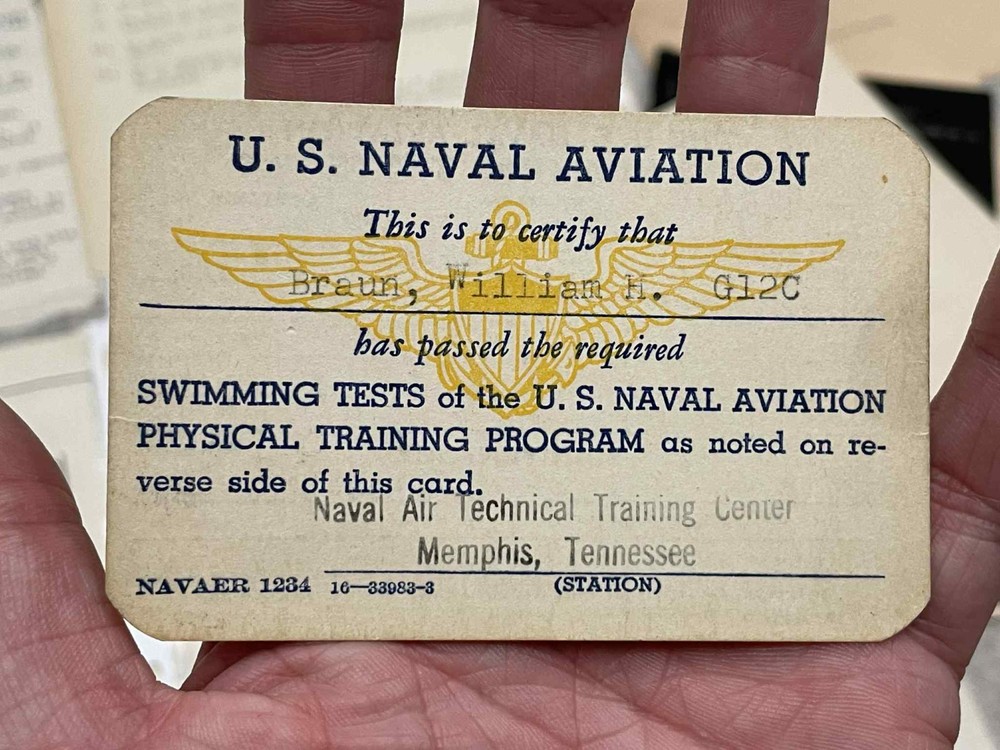 U. S. NAVAL AVIATION
This is to certify that
Braun, William H. G12C
has passed the required
SWIMMING TESTS of the U. S. NAVAL AVIATION
PHYSICAL TRAINING PROGRAM as noted on re-
verse side of this card.
Naval Air Technical Training Center
Memphis, Tennessee
NAVAER 1234 16—33983-3 (STATION)